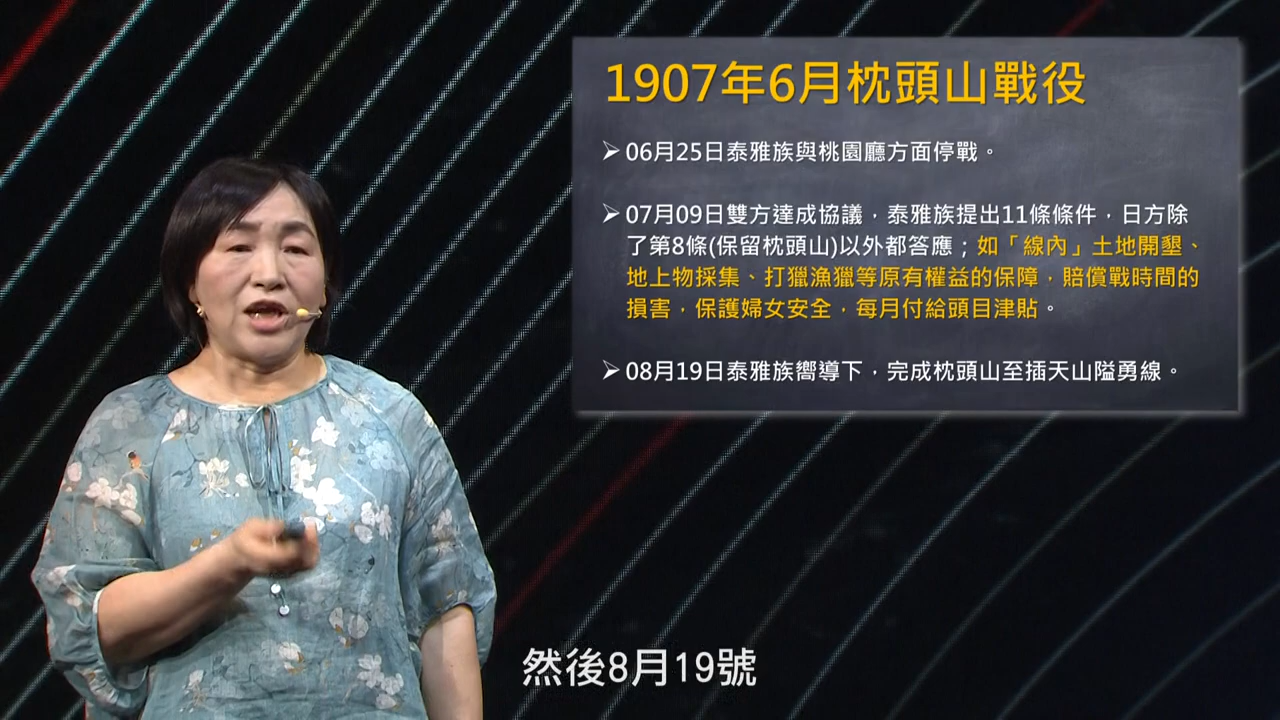 1907年6月枕頭山戰役
➢06月25日泰雅族與桃園廳方面停戰。
➢07月09日雙方達成協議，泰雅族提出11條條件，日方除
了第8條(保留枕頭山)以外都答應；如「線內」土地開墾、
地上物採集、打獵漁獵等原有權益的保障，賠償戰時間的
損害，保護婦女安全，每月付給頭目津貼。
➢08月19日泰雅族嚮導下，完成枕頭山至插天山隘勇線。
然後8月19號